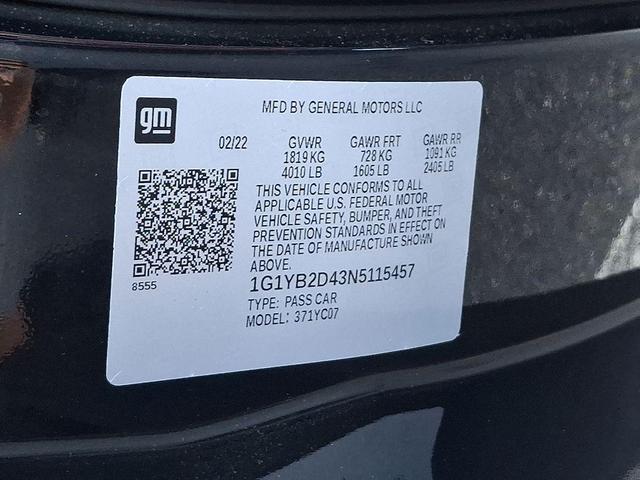 gm
MFD BY GENERAL MOTORS LLC
02/22 GVWR GAWR FRT GAWR RR
1819 KG 728 KG 1091 KG
4010 LB 1605 LB 2405 LB
THIS VEHICLE CONFORMS TO ALL
APPLICABLE U.S. FEDERAL MOTOR
VEHICLE SAFETY, BUMPER, AND THEFT
PREVENTION STANDARDS IN EFFECT ON
THE DATE OF MANUFACTURE SHOWN
ABOVE.
8555
1G1YB2D43N5115457
TYPE: PASS CAR
MODEL: 371YC07